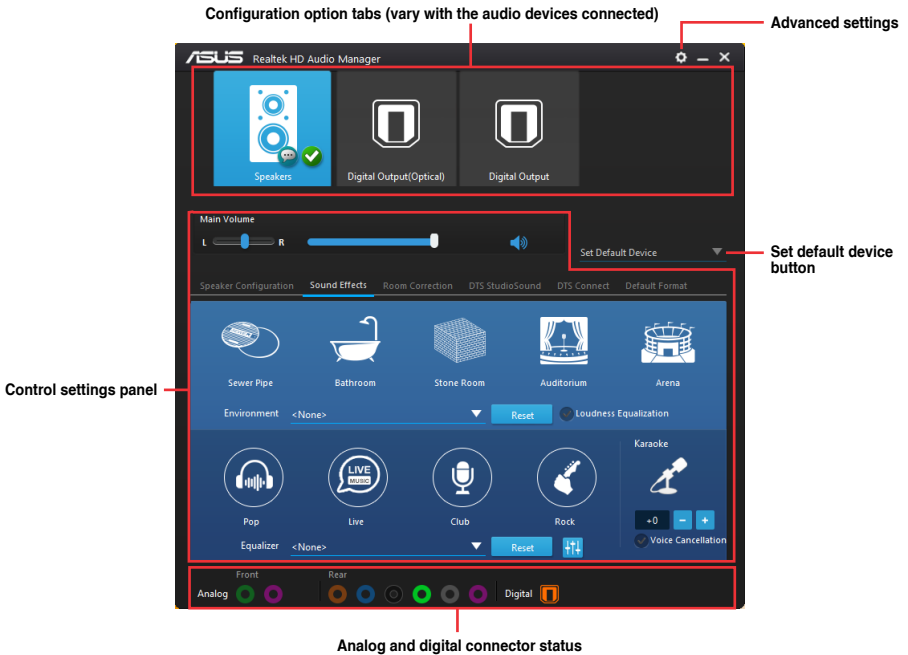 Configuration option tabs (vary with the audio devices connected)
Advanced settings
ASUS Realtek HD Audio Manager
Speakers
Digital Output(Optical)
Digital Output
Main Volume
L R
Set Default Device
Set default device
button
Speaker Configuration Sound Effects Room Correction DTS StudioSound DTS Connect Default Format
Control settings panel
Sewer Pipe Bathroom Stone Room Auditorium Arena
Environment <None> Reset Loudness Equalization
Karaoke
LIVE
MUSIC
Pop Live Club Rock
+0 - +
Voice Cancellation
Equalizer <None> Reset
Front Rear
Analog Digital
Analog and digital connector status